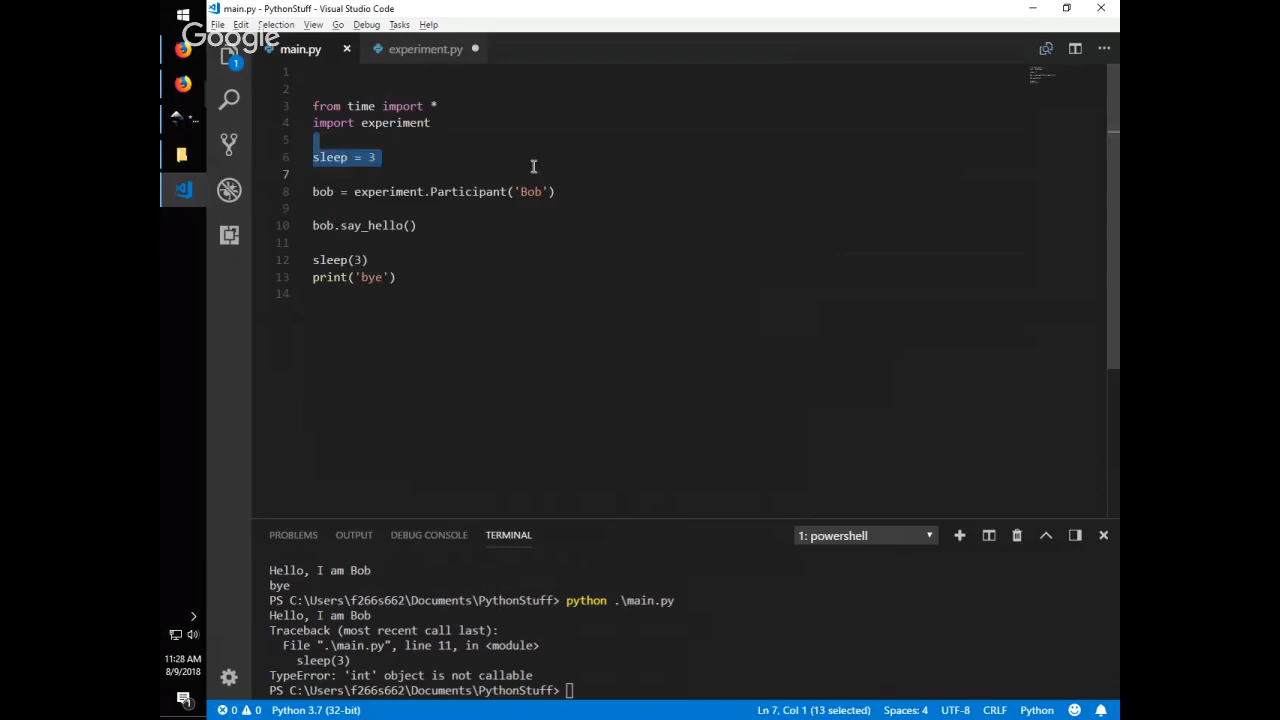 main.py - PythonStuff - Visual Studio Code
File Edit Selection View Go Debug Tasks Help
Google
main.py
experiment.py
1
1
2
3 from time import *
4 import experiment
5
6 sleep = 3
7
8 bob = experiment.Participant('Bob')
9
10 bob.say_hello()
11
12 sleep(3)
13 print('bye')
14
PROBLEMS OUTPUT DEBUG CONSOLE TERMINAL 1: powershell
Hello, I am Bob
bye
PS C:\Users\f266s662\Documents\PythonStuff> python .\main.py
Hello, I am Bob
Traceback (most recent call last):
File ".\main.py", line 11, in <module>
sleep(3)
TypeError: 'int' object is not callable
PS C:\Users\f266s662\Documents\PythonStuff>
11:28 AM
8/9/2018
1
0 0 Python 3.7 (32-bit) Ln 7, Col 1 (13 selected) Spaces: 4 UTF-8 CRLF Python